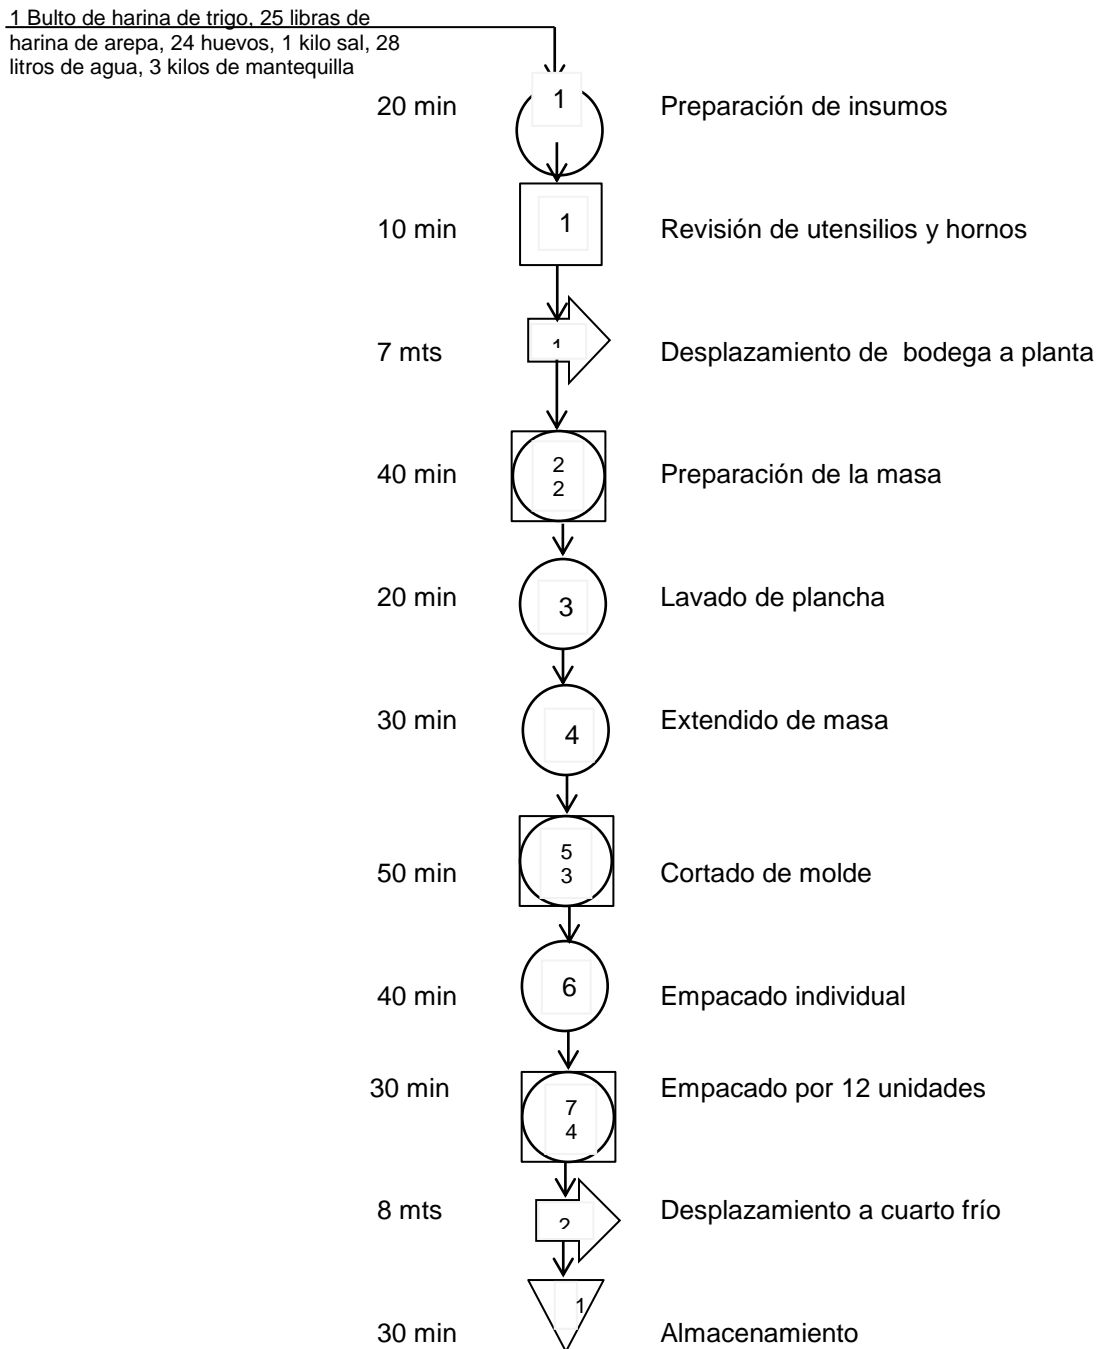 1 Bulto de harina de trigo, 25 libras de
harina de arepa, 24 huevos, 1 kilo sal, 28
litros de agua, 3 kilos de mantequilla
20 min 1 Preparación de insumos
10 min 1 Revisión de utensilios y hornos
7 mts 1 Desplazamiento de bodega a planta
40 min 2 Preparación de la masa
2
20 min 3 Lavado de plancha
30 min 4 Extendido de masa
5
50 min 3 Cortado de molde
40 min 6 Empacado individual
30 min Empacado por 12 unidades
7
4
8 mts 2 Desplazamiento a cuarto frío
1
30 min Almacenamiento